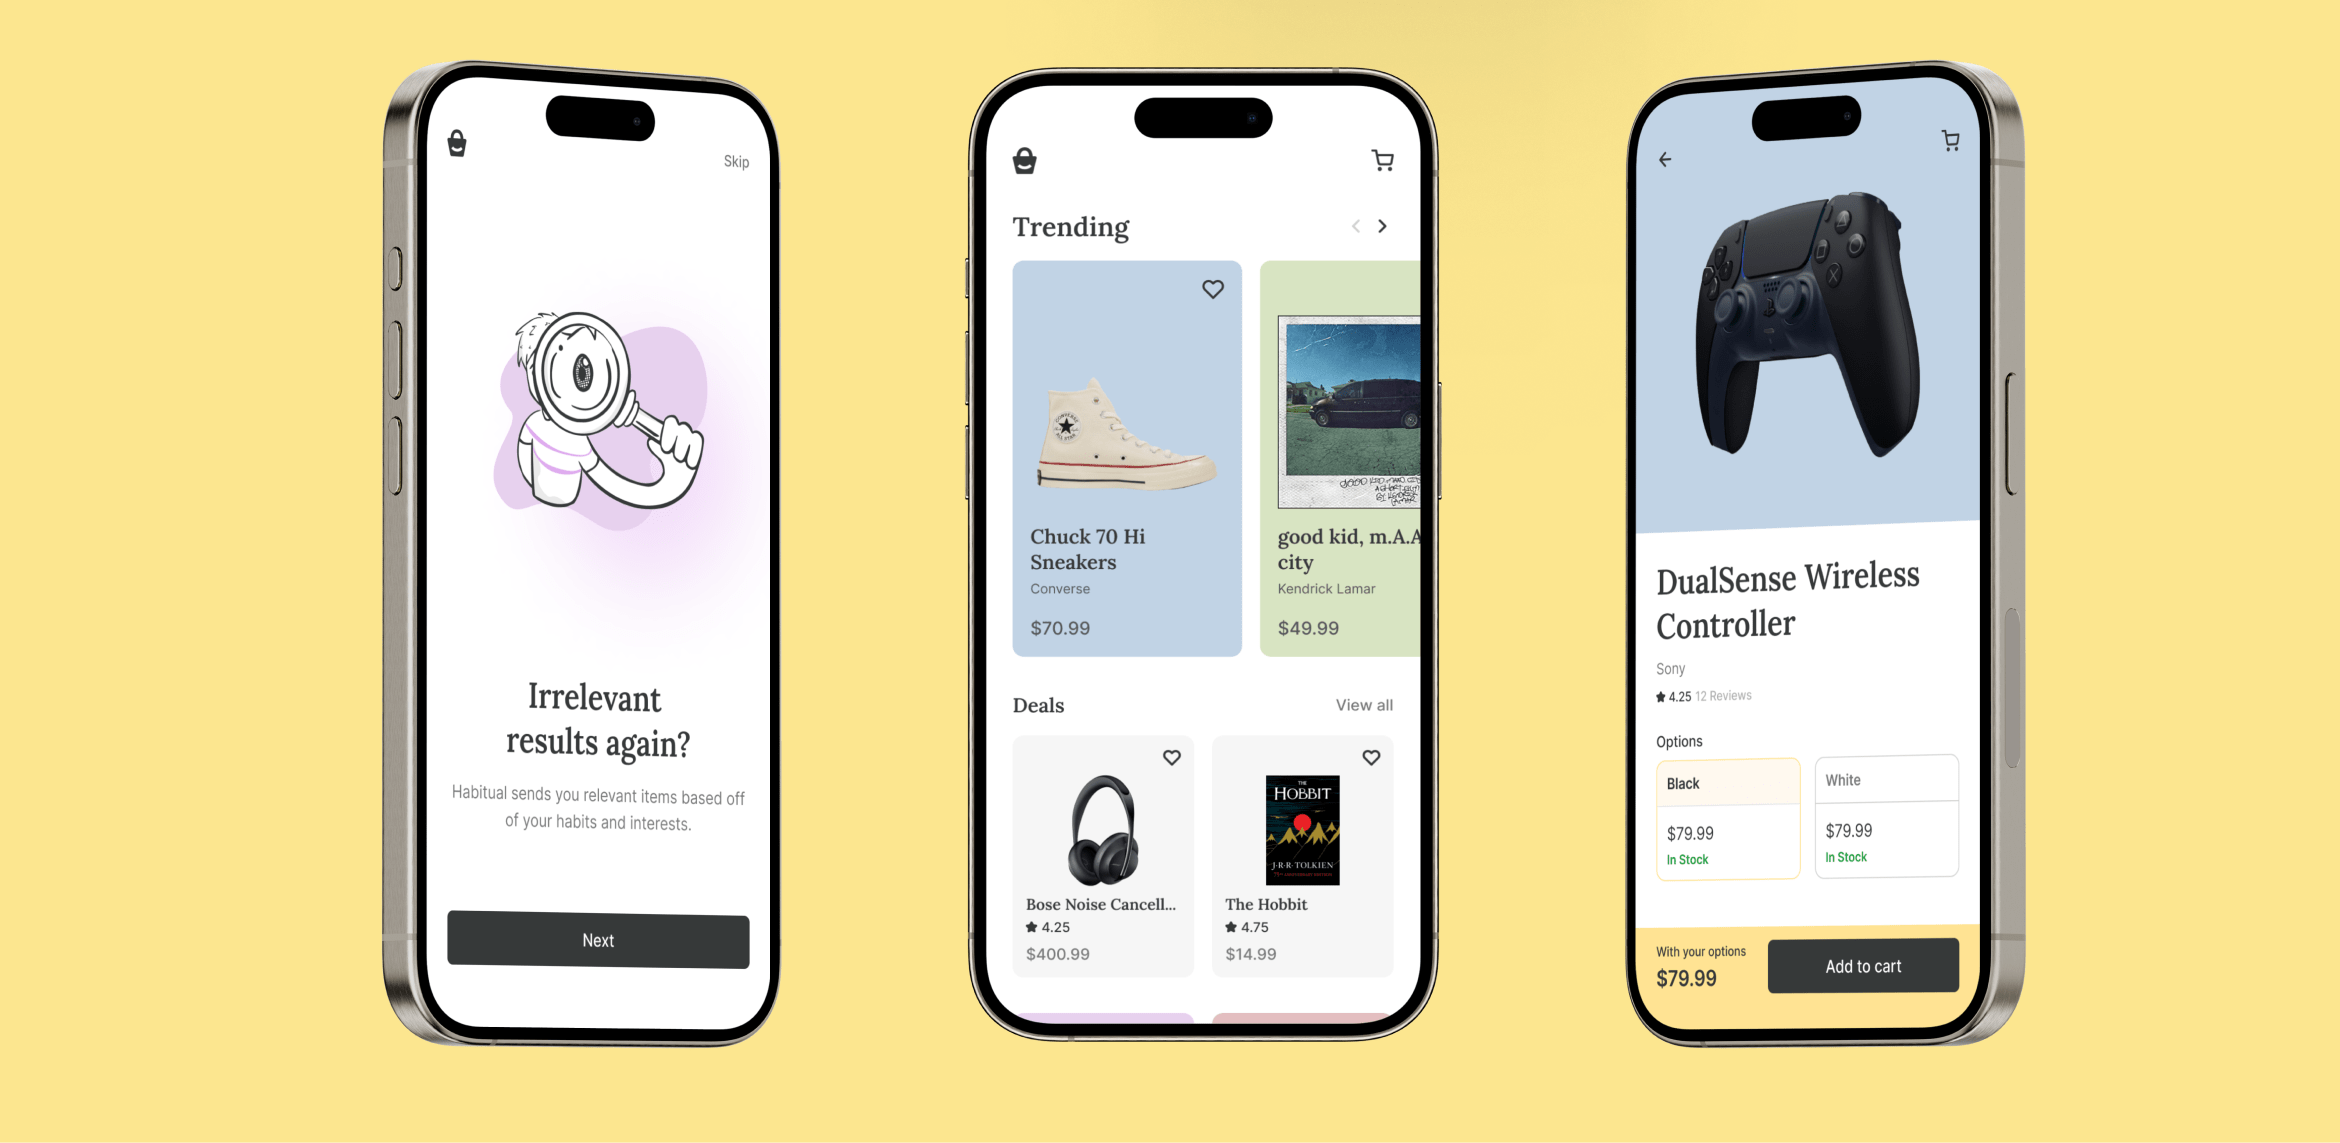 Skip
Irrelevant
results again?
Habitual sends you relevant items based off
of your habits and interests.
Next
Trending
CONVERSE
ALL STAR
Chuck 70 Hi
Sneakers
Converse
$70.99
good kid, m.A.A
city
Kendrick Lamar
$49.99
Deals
View all
Bose Noise Cancell...
4.25
$400.99
THE
HOBBIT
J·R·R·TOLKIEN
The Hobbit
4.75
$14.99
DualSense Wireless
Controller
Sony
4.25 12 Reviews
Options
Black
$79.99
In Stock
White
$79.99
In Stock
With your options
$79.99
Add to cart